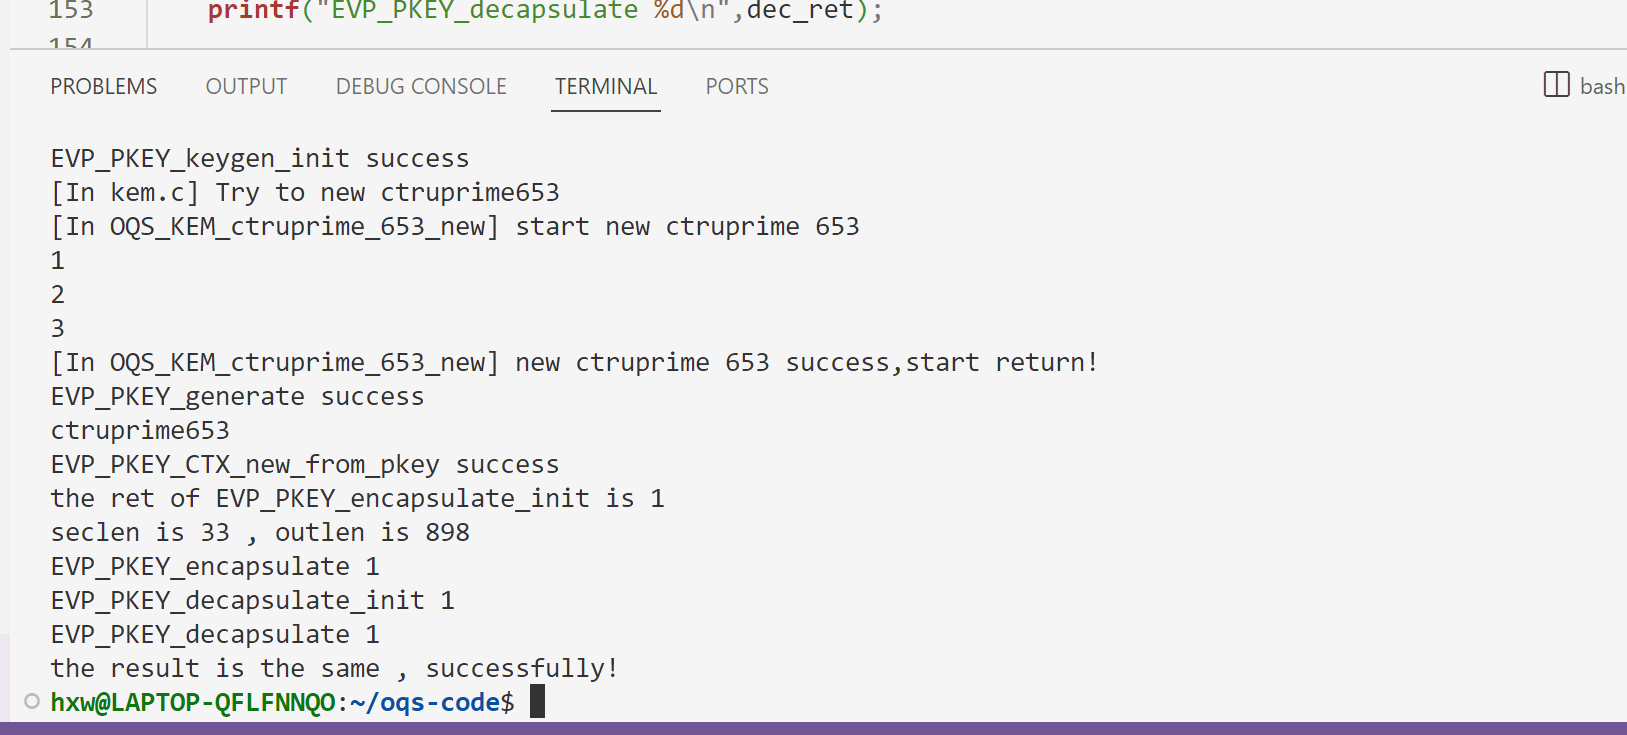 153 printf("EVP_PKEY_decapsulate %d\n",dec_ret);
154
PROBLEMS OUTPUT DEBUG CONSOLE TERMINAL PORTS bash
EVP_PKEY_keygen_init success
[In kem.c] Try to new ctruprime653
[In OQS_KEM_ctruprime_653_new] start new ctruprime 653
1
2
3
[In OQS_KEM_ctruprime_653_new] new ctruprime 653 success,start return!
EVP_PKEY_generate success
ctruprime653
EVP_PKEY_CTX_new_from_pkey success
the ret of EVP_PKEY_encapsulate_init is 1
seclen is 33 , outlen is 898
EVP_PKEY_encapsulate 1
EVP_PKEY_decapsulate_init 1
EVP_PKEY_decapsulate 1
the result is the same , successfully!
hxw@LAPTOP-QFLFNNQO:~/oqs-code$